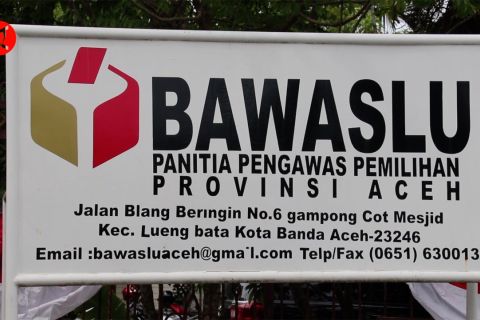 BAWASLU
PANITIA PENGAWAS PEMILIHAN
PROVINSI ACEH
Jalan Blang Beringin No.6 gampong Cot Mesjid
Kec. Lueng bata Kota Banda Aceh-23246
Email :bawasluaceh@gmail.com Telp/Fax (0651) 630013